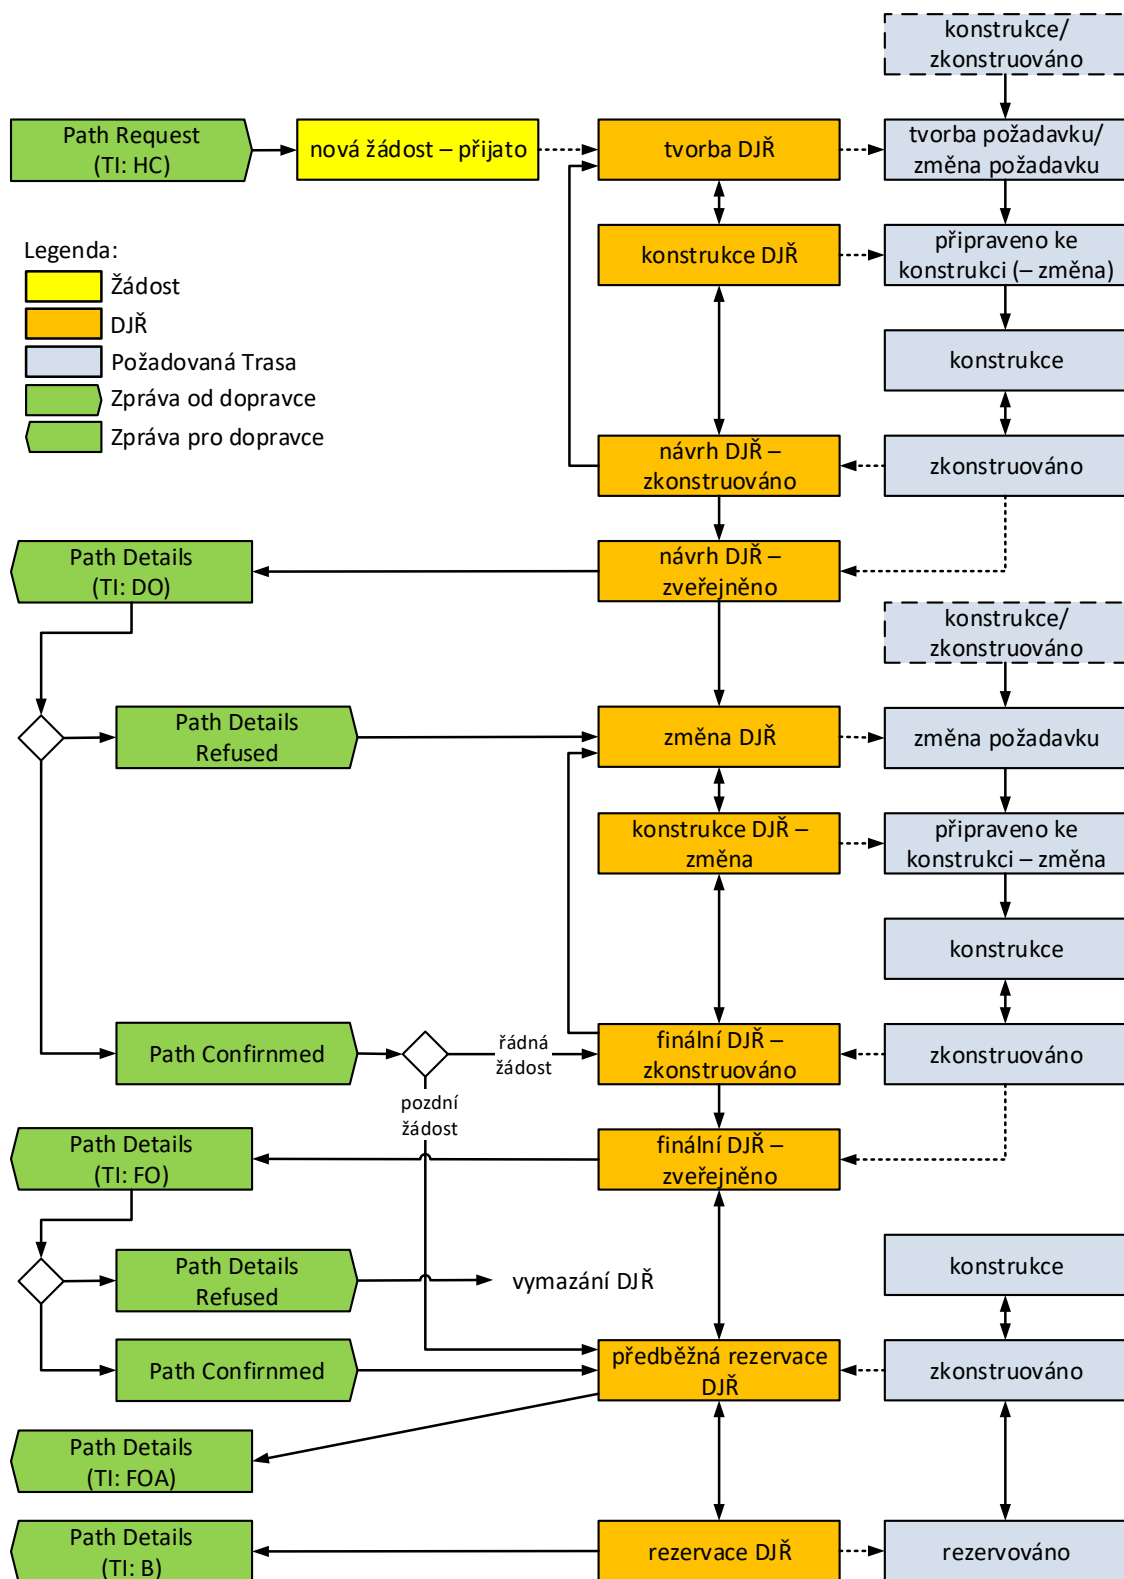 konstrukce/
zkonstruováno
Path Request
(TI: HC)
nová žádost – přijato
tvorba DJŘ
tvorba požadavku/
změna požadavku
Legenda:
Žádost
DJŘ
Požadovaná Trasa
Zpráva od dopravce
Zpráva pro dopravce
konstrukce DJŘ
připraveno ke
konstrukci (– změna)
konstrukce
návrh DJŘ –
zkonstruováno
zkonstruováno
Path Details
(TI: DO)
návrh DJŘ –
zveřejněno
konstrukce/
zkonstruováno
Path Details
Refused
změna DJŘ
změna požadavku
konstrukce DJŘ –
změna
připraveno ke
konstrukci – změna
konstrukce
Path Confirnmed
řádná
žádost
finální DJŘ –
zkonstruováno
zkonstruováno
pozdní
žádost
Path Details
(TI: FO)
finální DJŘ –
zveřejněno
Path Details
Refused
vymazání DJŘ
konstrukce
Path Confirnmed
předběžná rezervace
DJŘ
zkonstruováno
Path Details
(TI: FOA)
Path Details
(TI: B)
rezervace DJŘ
rezervováno